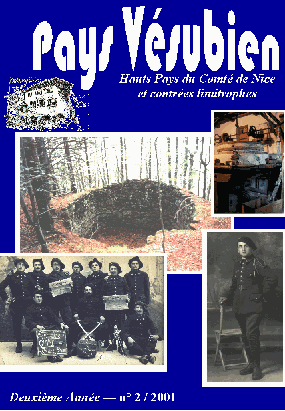 Pays Vésubien
Hauts Pays du Comté de Nice
et contrées limitrophes
Deuxième Année — n° 2 / 2001